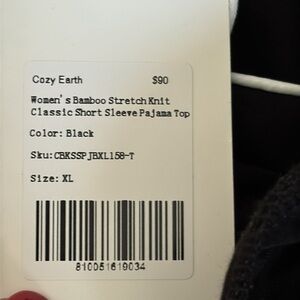 Cozy Earth $90
Women's Bamboo Stretch Knit
Classic Short Sleeve Pajama Top
Color: Black
Sku:CBKSSPJBXL158-T
Size: XL
810051619034